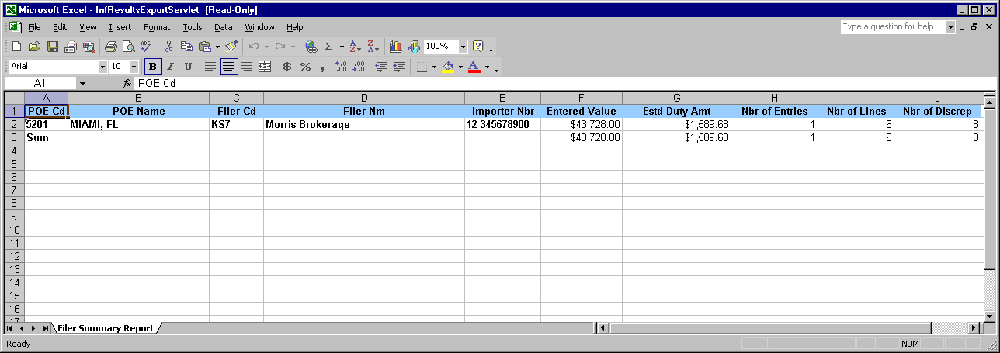 Microsoft Excel - InfResultsExportServlet [Read-Only]
File Edit View Insert Format Tools Data Window Help Type a question for help
100%
Arial 10 B I U $ % ,
A1 fx POE Cd
A B C D E F G H I J
1 POE Cd POE Name Filer Cd Filer Nm Importer Nbr Entered Value Estd Duty Amt Nbr of Entries Nbr of Lines Nbr of Discrep
2 5201 MIAMI, FL KS7 Morris Brokerage 12-345678900 $43,728.00 $1,589.68 1 6 8
3 Sum $43,728.00 $1,589.68 1 6 8
4
5
6
7
8
9
10
11
12
13
14
15
16
17
Filer Summary Report
Ready NUM